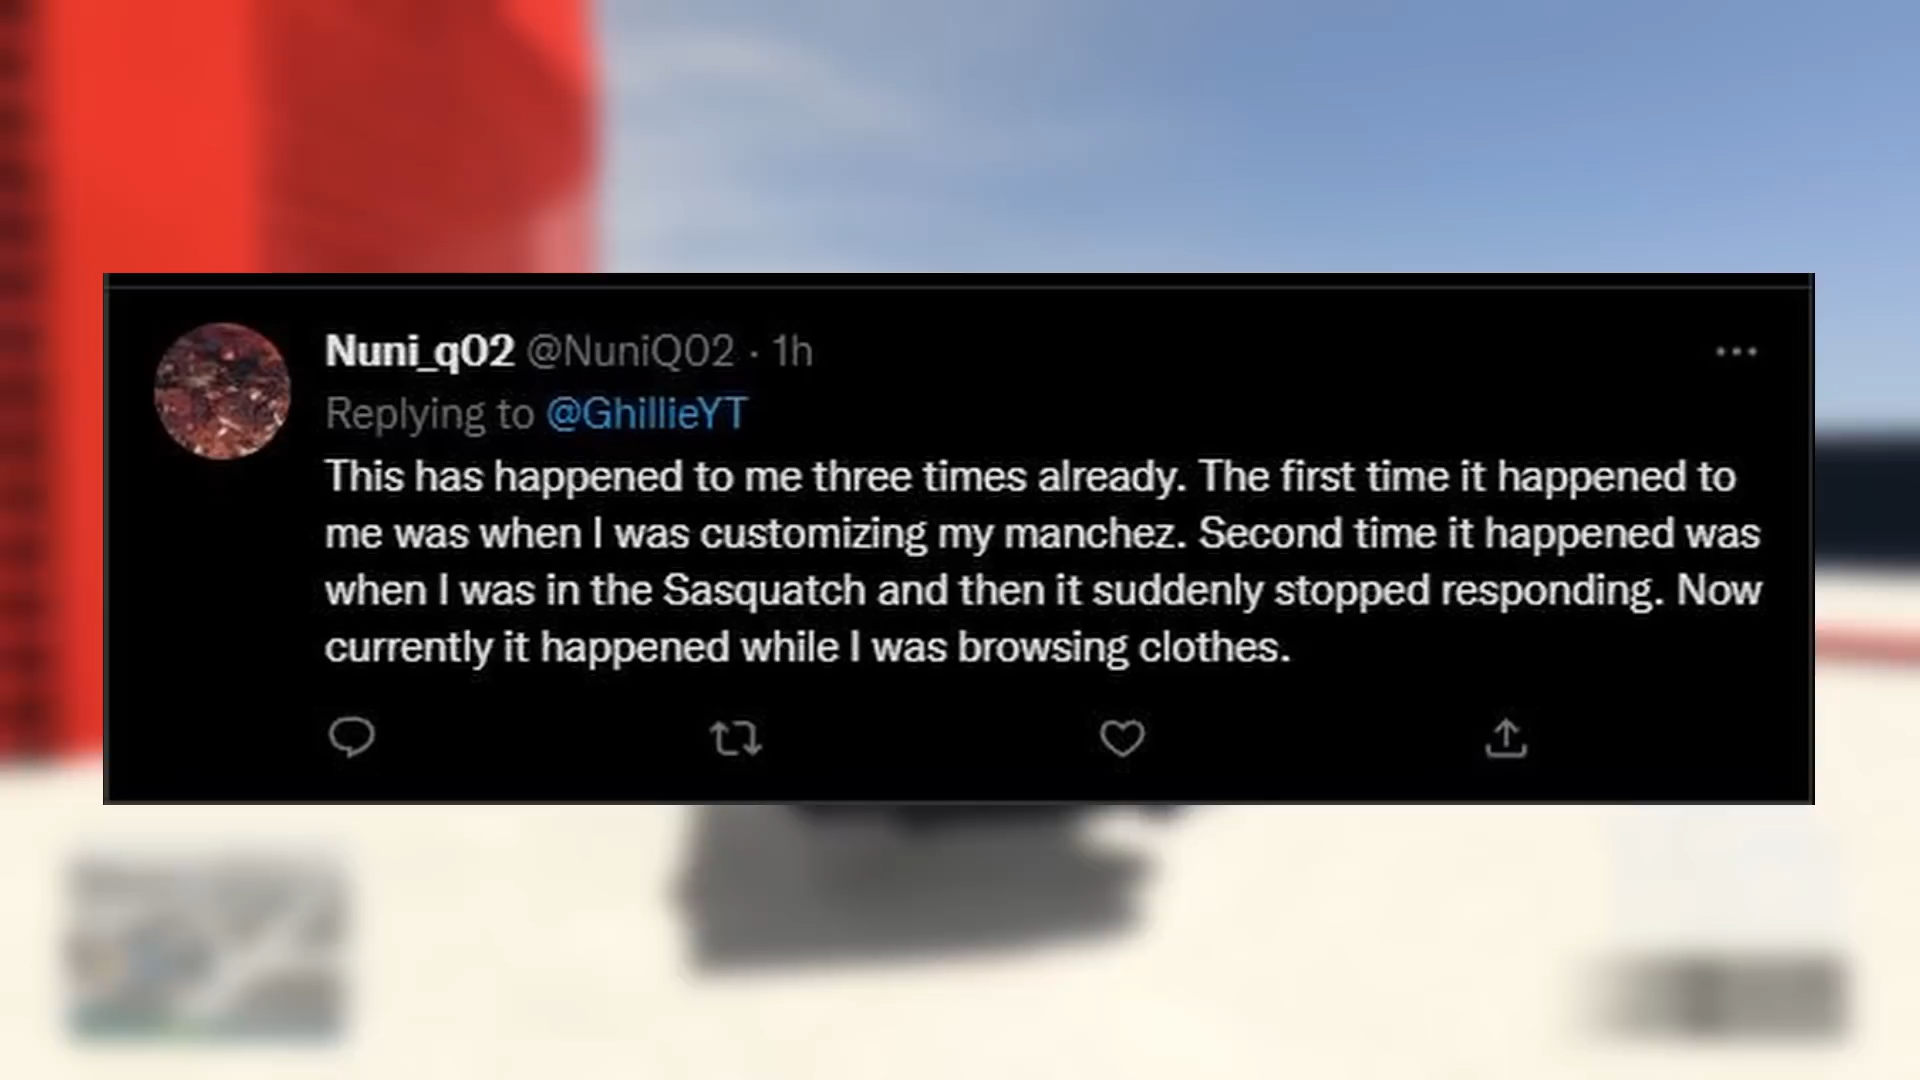 Nuni_q02 @NuniQ02 · 1h
Replying to @GhillieYT
This has happened to me three times already. The first time it happened to
me was when I was customizing my manchez. Second time it happened was
when I was in the Sasquatch and then it suddenly stopped responding. Now
currently it happened while I was browsing clothes.